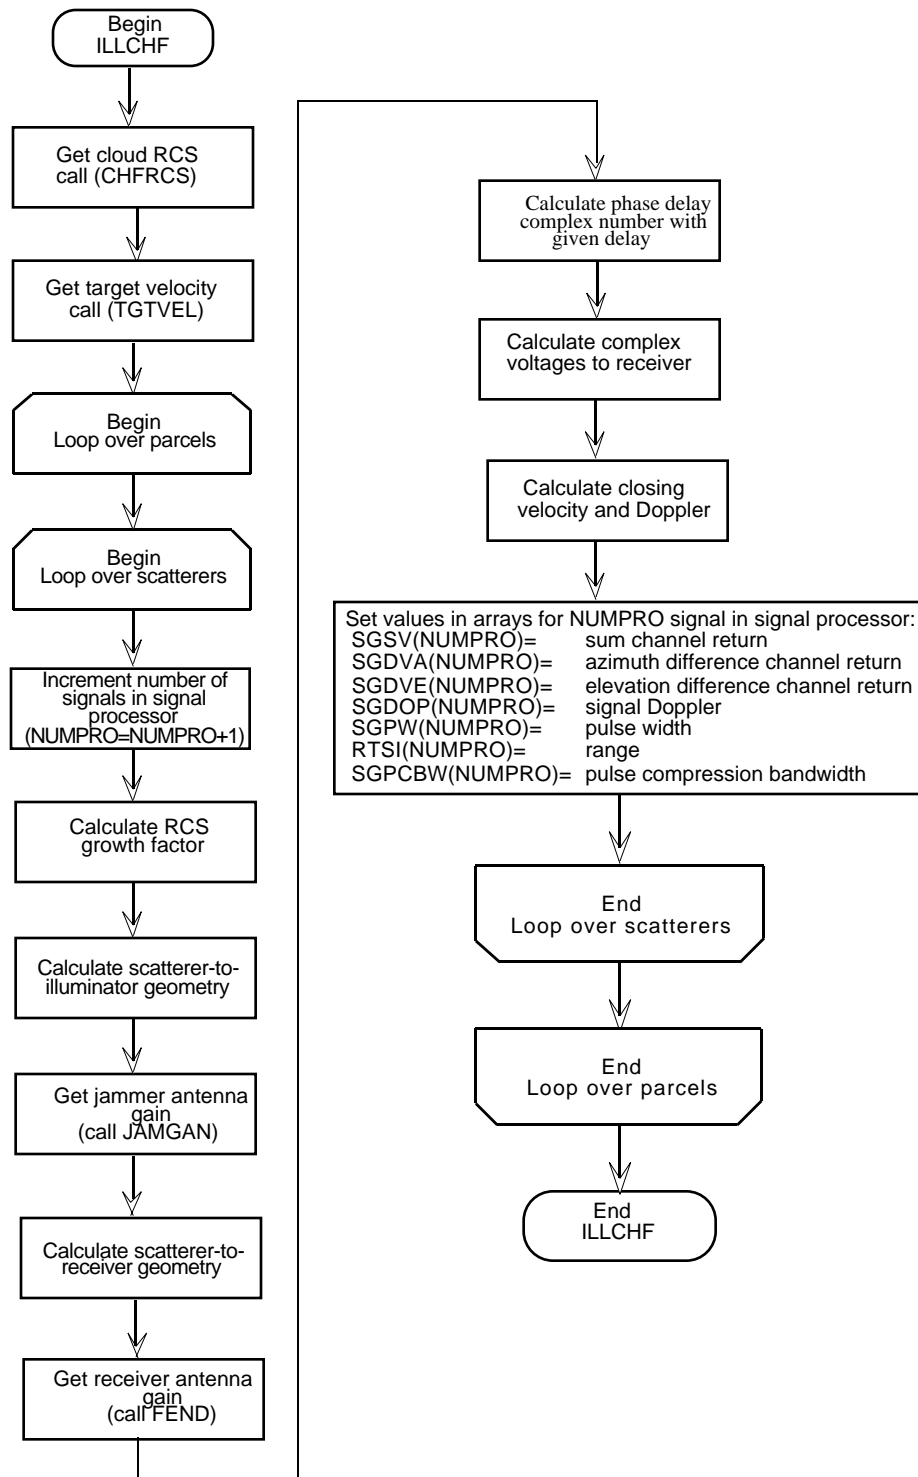 Begin
ILLCHF
Get cloud RCS
call (CHFRCS)
Get target velocity
call (TGTVEL)
Begin
Loop over parcels
Begin
Loop over scatterers
Increment number of
signals in signal
processor
(NUMPRO=NUMPRO+1)
Calculate RCS
growth factor
Calculate scatterer-to-
illuminator geometry
Get jammer antenna
gain
(call JAMGAN)
Calculate scatterer-to-
receiver geometry
Get receiver antenna
gain
(call FEND)
Calculate phase delay
complex number with
given delay
Calculate complex
voltages to receiver
Calculate closing
velocity and Doppler
Set values in arrays for NUMPRO signal in signal processor:
SGSV(NUMPRO)= sum channel return
SGDVA(NUMPRO)= azimuth difference channel return
SGDVE(NUMPRO)= elevation difference channel return
SGDOP(NUMPRO)= signal Doppler
SGPW(NUMPRO)= pulse width
RTSI(NUMPRO)= range
SGPCBW(NUMPRO)= pulse compression bandwidth
End
Loop over scatterers
End
Loop over parcels
End
ILLCHF